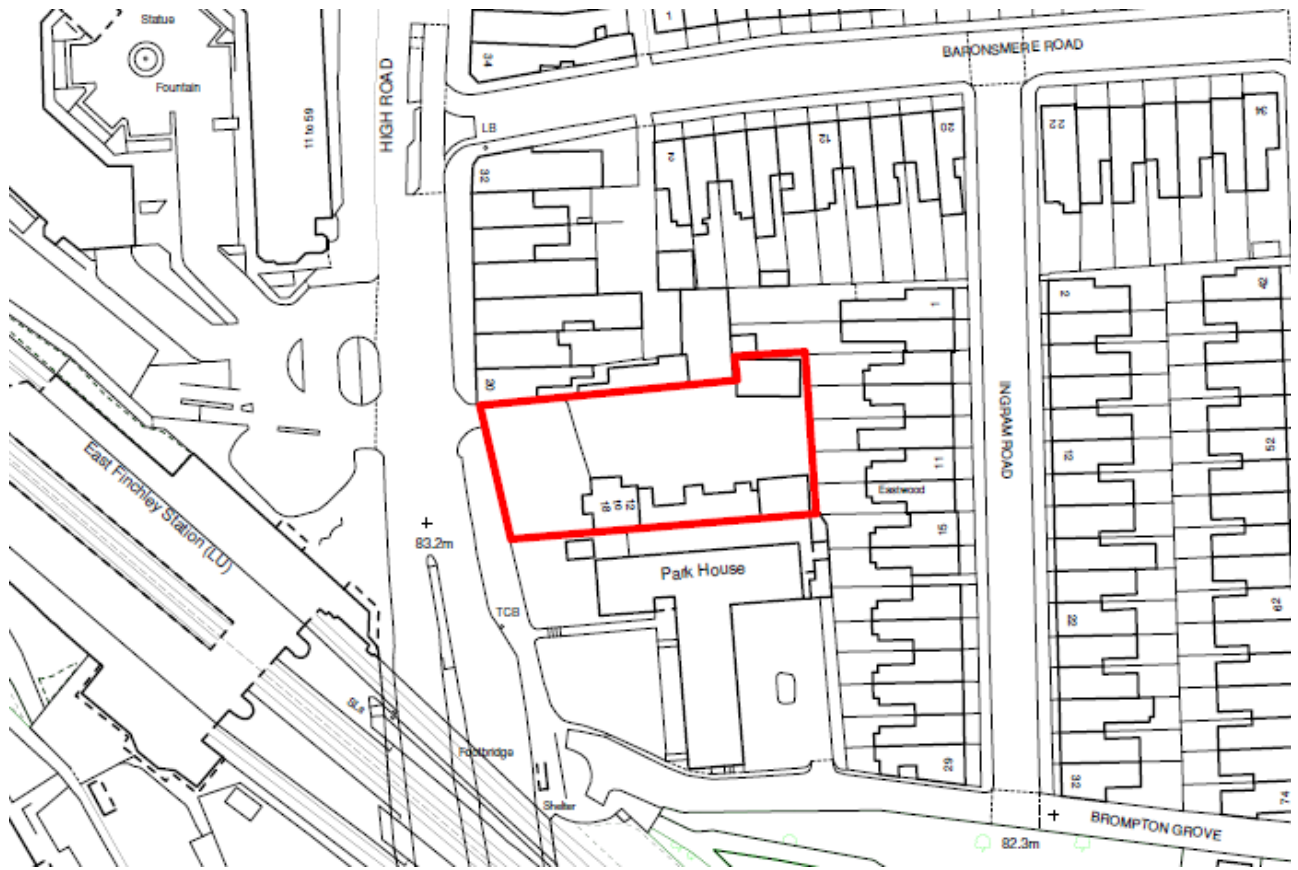 Statue
Fountain
11 to 59
HIGH ROAD
34
1
BARONSMERE ROAD
LB
32
2
12
20
22
34
30
1
2
42
INGRAM ROAD
East Finchley Station (LU)
18
16
12
11
Eastwood
12
52
83.2m
15
Park House
TCB
22
62
SLs
Footbridge
29
32
Shelter
74
BROMPTON GROVE
82.3m